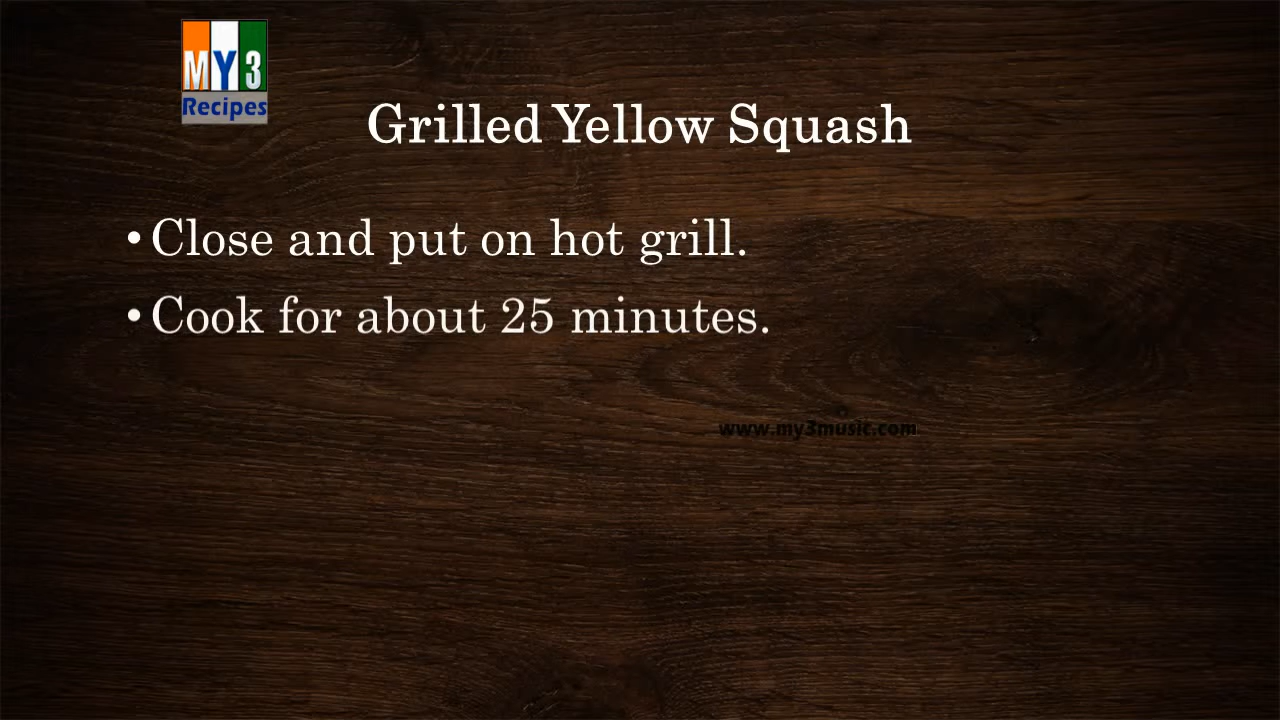 MY3
Recipes
Grilled Yellow Squash
• Close and put on hot grill.
• Cook for about 25 minutes.
www.my3music.com